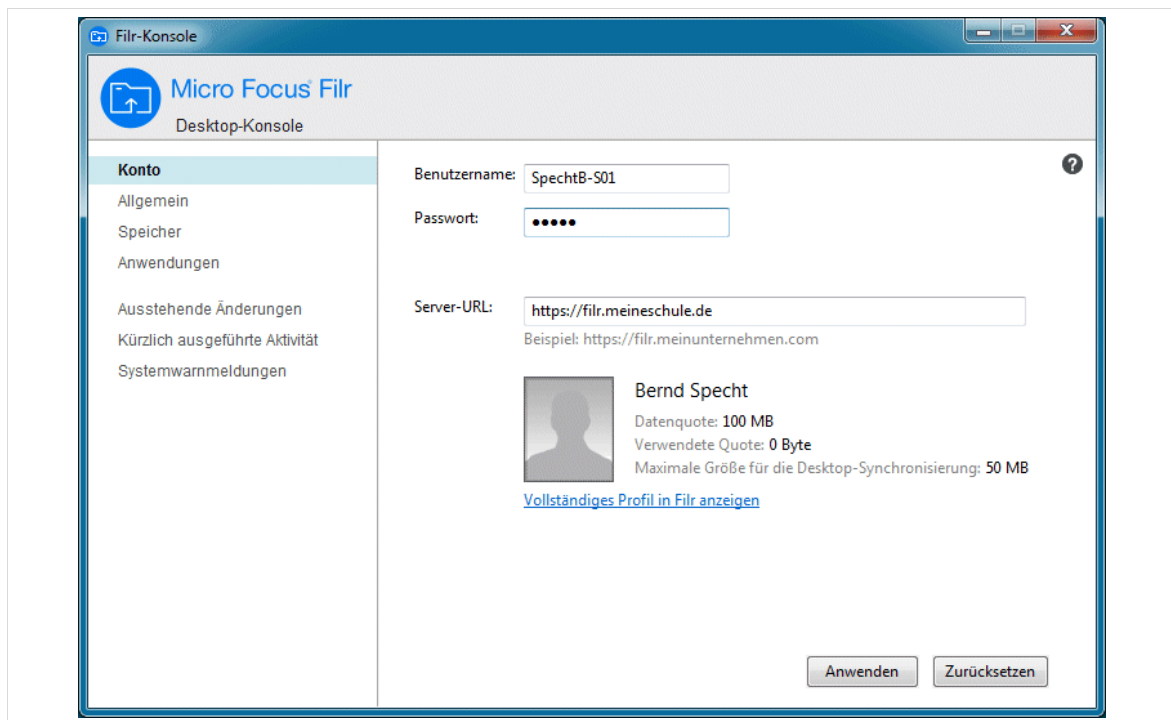 Filr-Konsole
Micro Focus® Filr
Desktop-Konsole
Konto
Allgemein
Speicher
Anwendungen
Ausstehende Änderungen
Kürzlich ausgeführte Aktivität
Systemwarnmeldungen
Benutzername: SpechtB-S01
Passwort: •••••
Server-URL: https://filr.meineschule.de
Beispiel: https://filr.meinunternehmen.com
Bernd Specht
Datenquote: 100 MB
Verwendete Quote: 0 Byte
Maximale Größe für die Desktop-Synchronisierung: 50 MB
Vollständiges Profil in Filr anzeigen
Anwenden Zurücksetzen